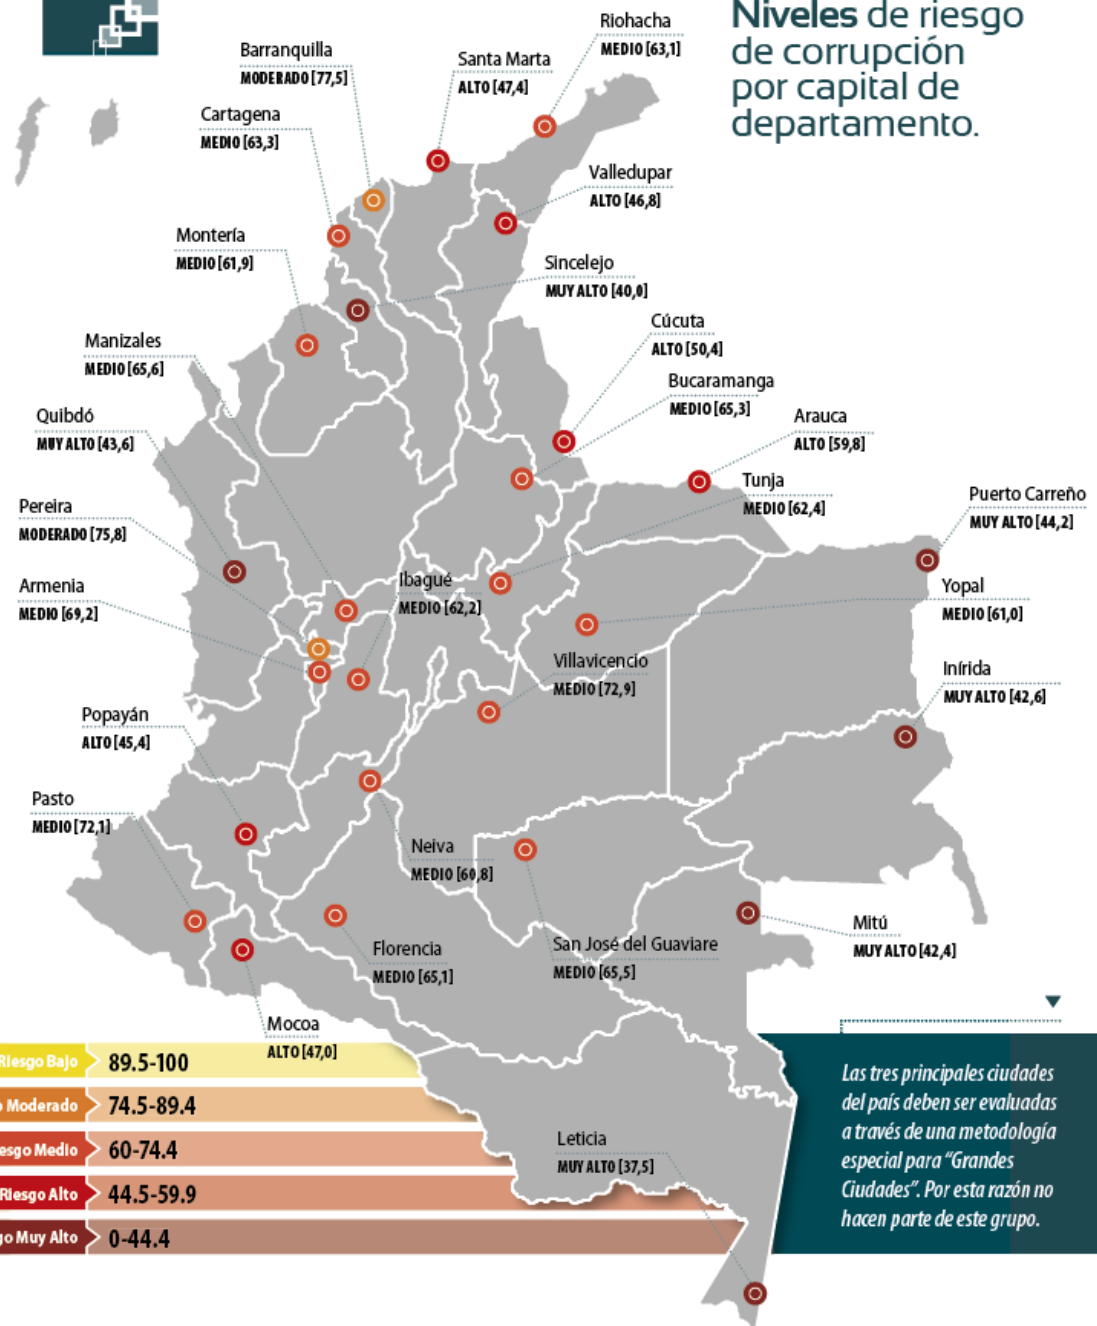 Niveles de riesgo
de corrupción
por capital de
departamento.
Riohacha
MEDIO [63,1]
Barranquilla
MODERADO [77,5]
Santa Marta
ALTO [47,4]
Cartagena
MEDIO [63,3]
Valledupar
ALTO [46,8]
Montería
MEDIO [61,9]
Sincelejo
MUY ALTO [40,0]
Cúcuta
ALTO [50,4]
Manizales
MEDIO [65,6]
Bucaramanga
MEDIO [65,3]
Quibdó
MUY ALTO [43,6]
Arauca
ALTO [59,8]
Tunja
MEDIO [62,4]
Puerto Carreño
MUY ALTO [44,2]
Pereira
MODERADO [75,8]
Armenia
MEDIO [69,2]
Ibagué
MEDIO [62,2]
Yopal
MEDIO [61,0]
Villavicencio
MEDIO [72,9]
Inírida
MUY ALTO [42,6]
Popayán
ALTO [45,4]
Pasto
MEDIO [72,1]
Neiva
MEDIO [60,8]
Mitú
MUY ALTO [42,4]
Florencia
MEDIO [65,1]
San José del Guaviare
MEDIO [65,5]
Mocoa
ALTO [47,0]
Riesgo Bajo 89.5-100
o Moderado 74.5-89.4
esgo Medio 60-74.4
Riesgo Alto 44.5-59.9
go Muy Alto 0-44.4
Leticia
MUY ALTO [37,5]
Las tres principales ciudades
del país deben ser evaluadas
a través de una metodología
especial para “Grandes
Ciudades”. Por esta razón no
hacen parte de este grupo.